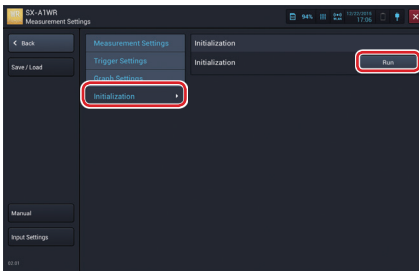 SX-A1WR
Measurement Settings
94%
17:06
Back
Save / Load
Manual
Input Settings
Measurement Settings
Trigger Settings
Graph Settings
Initialization
Initialization
Initialization
Run